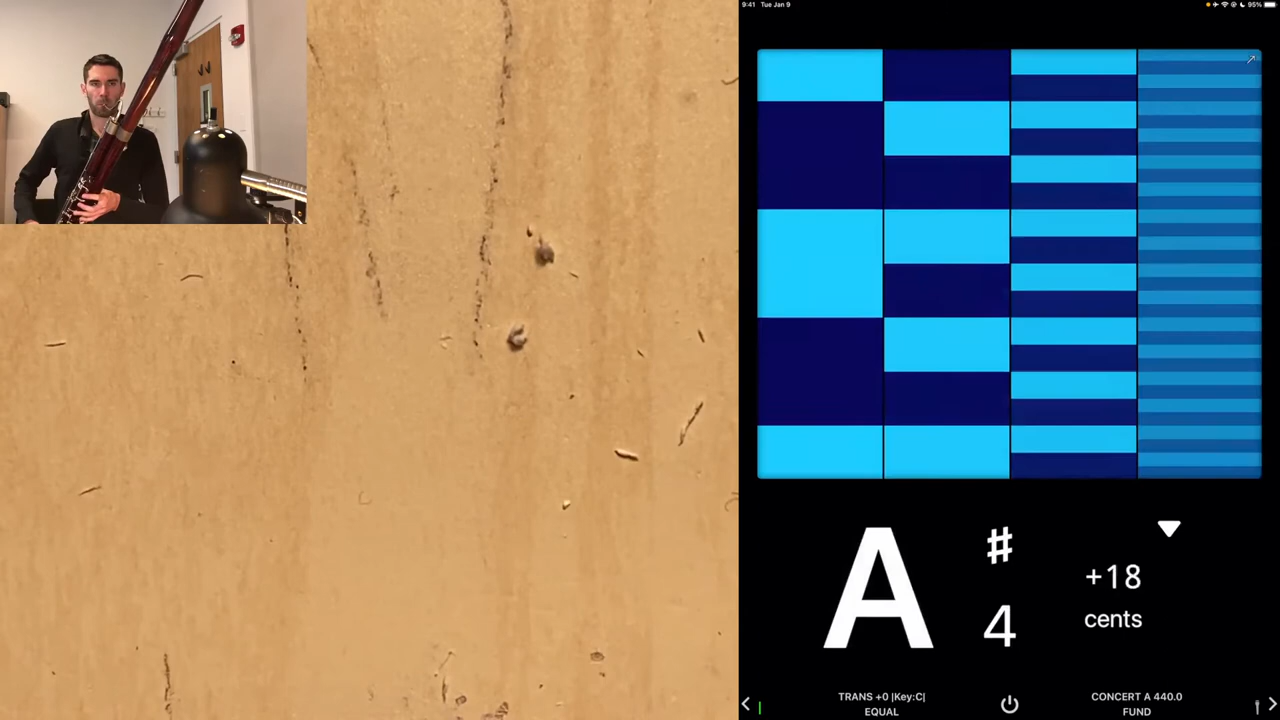 9:41 Tue Jan 9
95%
A
♯
4
+18
cents
TRANS +0 |Key:C|
EQUAL
CONCERT A 440.0
FUND